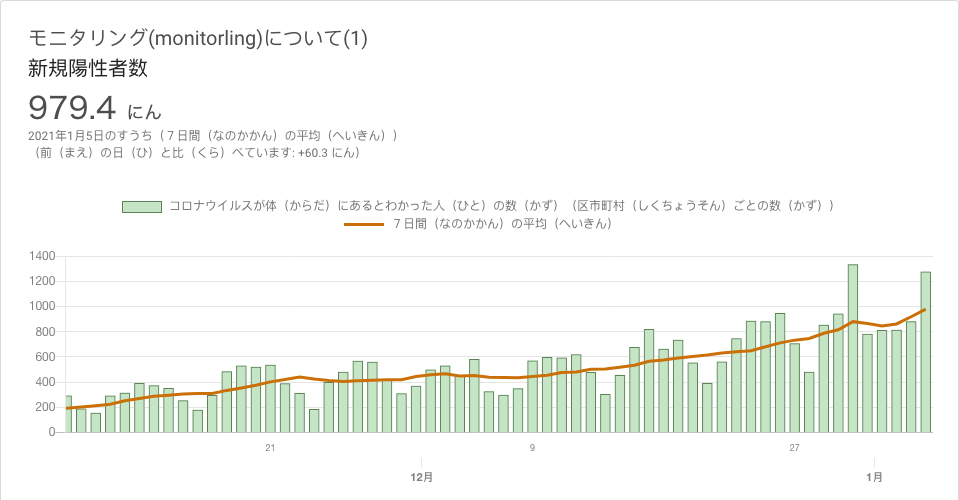 モニタリング(monitorling)について(1)
新規陽性者数
979.4 にん
2021年1月5日のすうち（７日間（なのかかん）の平均（へいきん））
（前（まえ）の日（ひ）と比（くら）べています: +60.3 にん）
コロナウイルスが体（からだ）にあるとわかった人（ひと）の数（かず）（区市町村（しくちょうそん）ごとの数（かず））
７日間（なのかかん）の平均（へいきん）
1400
1200
1000
800
600
400
200
0
21 9 27
12月 1月